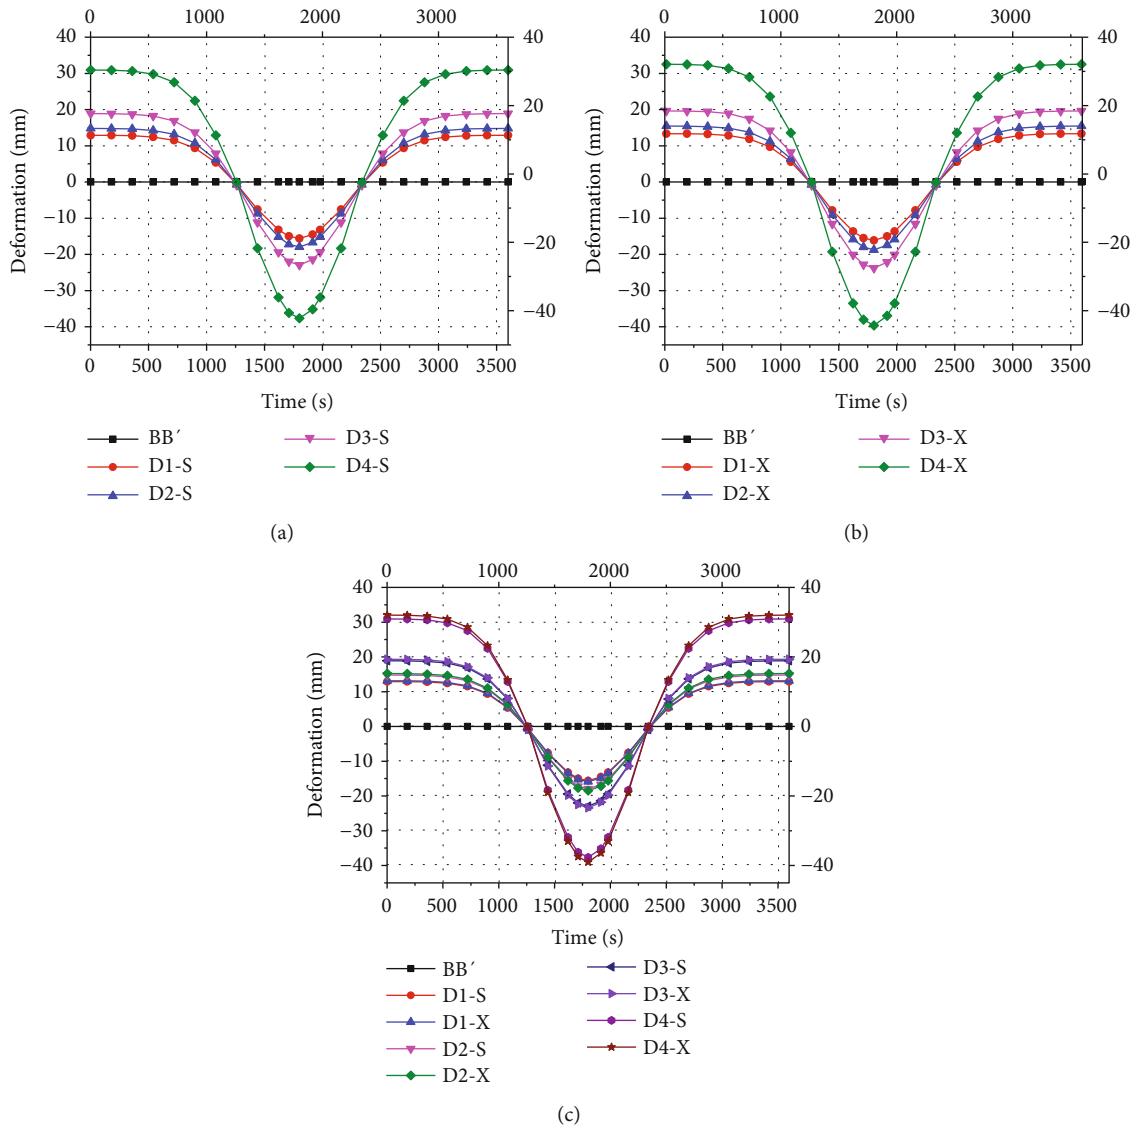 0 1000 2000 3000
40 30 20 10 0 −10 −20 −30 −40
Deformation (mm)
40 20 0 −20 −40
0 500 1000 1500 2000 2500 3000 3500
Time (s)
BB´
D1-S
D2-S
D3-S
D4-S
(a)
0 1000 2000 3000
40 30 20 10 0 −10 −20 −30 −40
Deformation (mm)
40 20 0 −20 −40
0 500 1000 1500 2000 2500 3000 3500
Time (s)
BB´
D1-X
D2-X
D3-X
D4-X
(b)
0 1000 2000 3000
40 30 20 10 0 −10 −20 −30 −40
Deformation (mm)
40 20 0 −20 −40
0 500 1000 1500 2000 2500 3000 3500
Time (s)
BB´
D1-S
D1-X
D2-S
D2-X
D3-S
D3-X
D4-S
D4-X
(c)